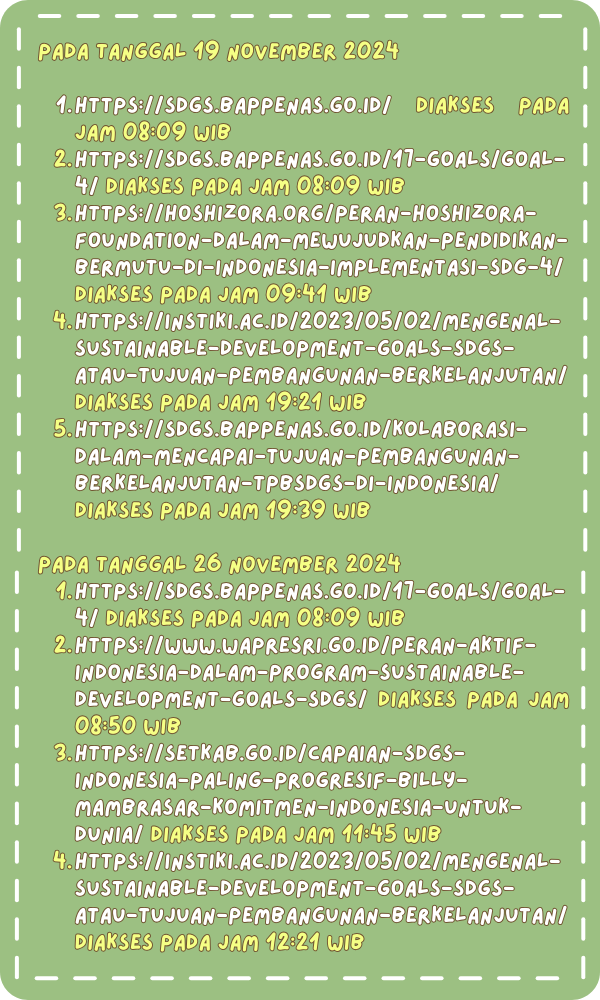 PADA TANGGAL 19 NOVEMBER 2024
1. HTTPS://SDGS.BAPPENAS.GO.ID/ DIAKSES PADA
JAM 08:09 WIB
2. HTTPS://SDGS.BAPPENAS.GO.ID/17-GOALS/GOAL-
4/ DIAKSES PADA JAM 08:09 WIB
3. HTTPS://HOSHIZORA.ORG/PERAN-HOSHIZORA-
FOUNDATION-DALAM-MEWUJUDKAN-PENDIDIKAN-
BERMUTU-DI-INDONESIA-IMPLEMENTASI-SDG-4/
DIAKSES PADA JAM 09:41 WIB
4. HTTPS://INSTIKI.AC.ID/2023/05/02/MENGENAL-
SUSTAINABLE-DEVELOPMENT-GOALS-SDGS-
ATAU-TUJUAN-PEMBANGUNAN-BERKELANJUTAN/
DIAKSES PADA JAM 19:21 WIB
5. HTTPS://SDGS.BAPPENAS.GO.ID/KOLABORASI-
DALAM-MENCAPAI-TUJUAN-PEMBANGUNAN-
BERKELANJUTAN-TPBSDGS-DI-INDONESIA/
DIAKSES PADA JAM 19:39 WIB
PADA TANGGAL 26 NOVEMBER 2024
1. HTTPS://SDGS.BAPPENAS.GO.ID/17-GOALS/GOAL-
4/ DIAKSES PADA JAM 08:09 WIB
2. HTTPS://WWW.WAPRESRI.GO.ID/PERAN-AKTIF-
INDONESIA-DALAM-PROGRAM-SUSTAINABLE-
DEVELOPMENT-GOALS-SDGS/ DIAKSES PADA JAM
08:50 WIB
3. HTTPS://SETKAB.GO.ID/CAPAIAN-SDGS-
INDONESIA-PALING-PROGRESIF-BILLY-
MAMBRASAR-KOMITMEN-INDONESIA-UNTUK-
DUNIA/ DIAKSES PADA JAM 11:45 WIB
4. HTTPS://INSTIKI.AC.ID/2023/05/02/MENGENAL-
SUSTAINABLE-DEVELOPMENT-GOALS-SDGS-
ATAU-TUJUAN-PEMBANGUNAN-BERKELANJUTAN/
DIAKSES PADA JAM 12:21 WIB